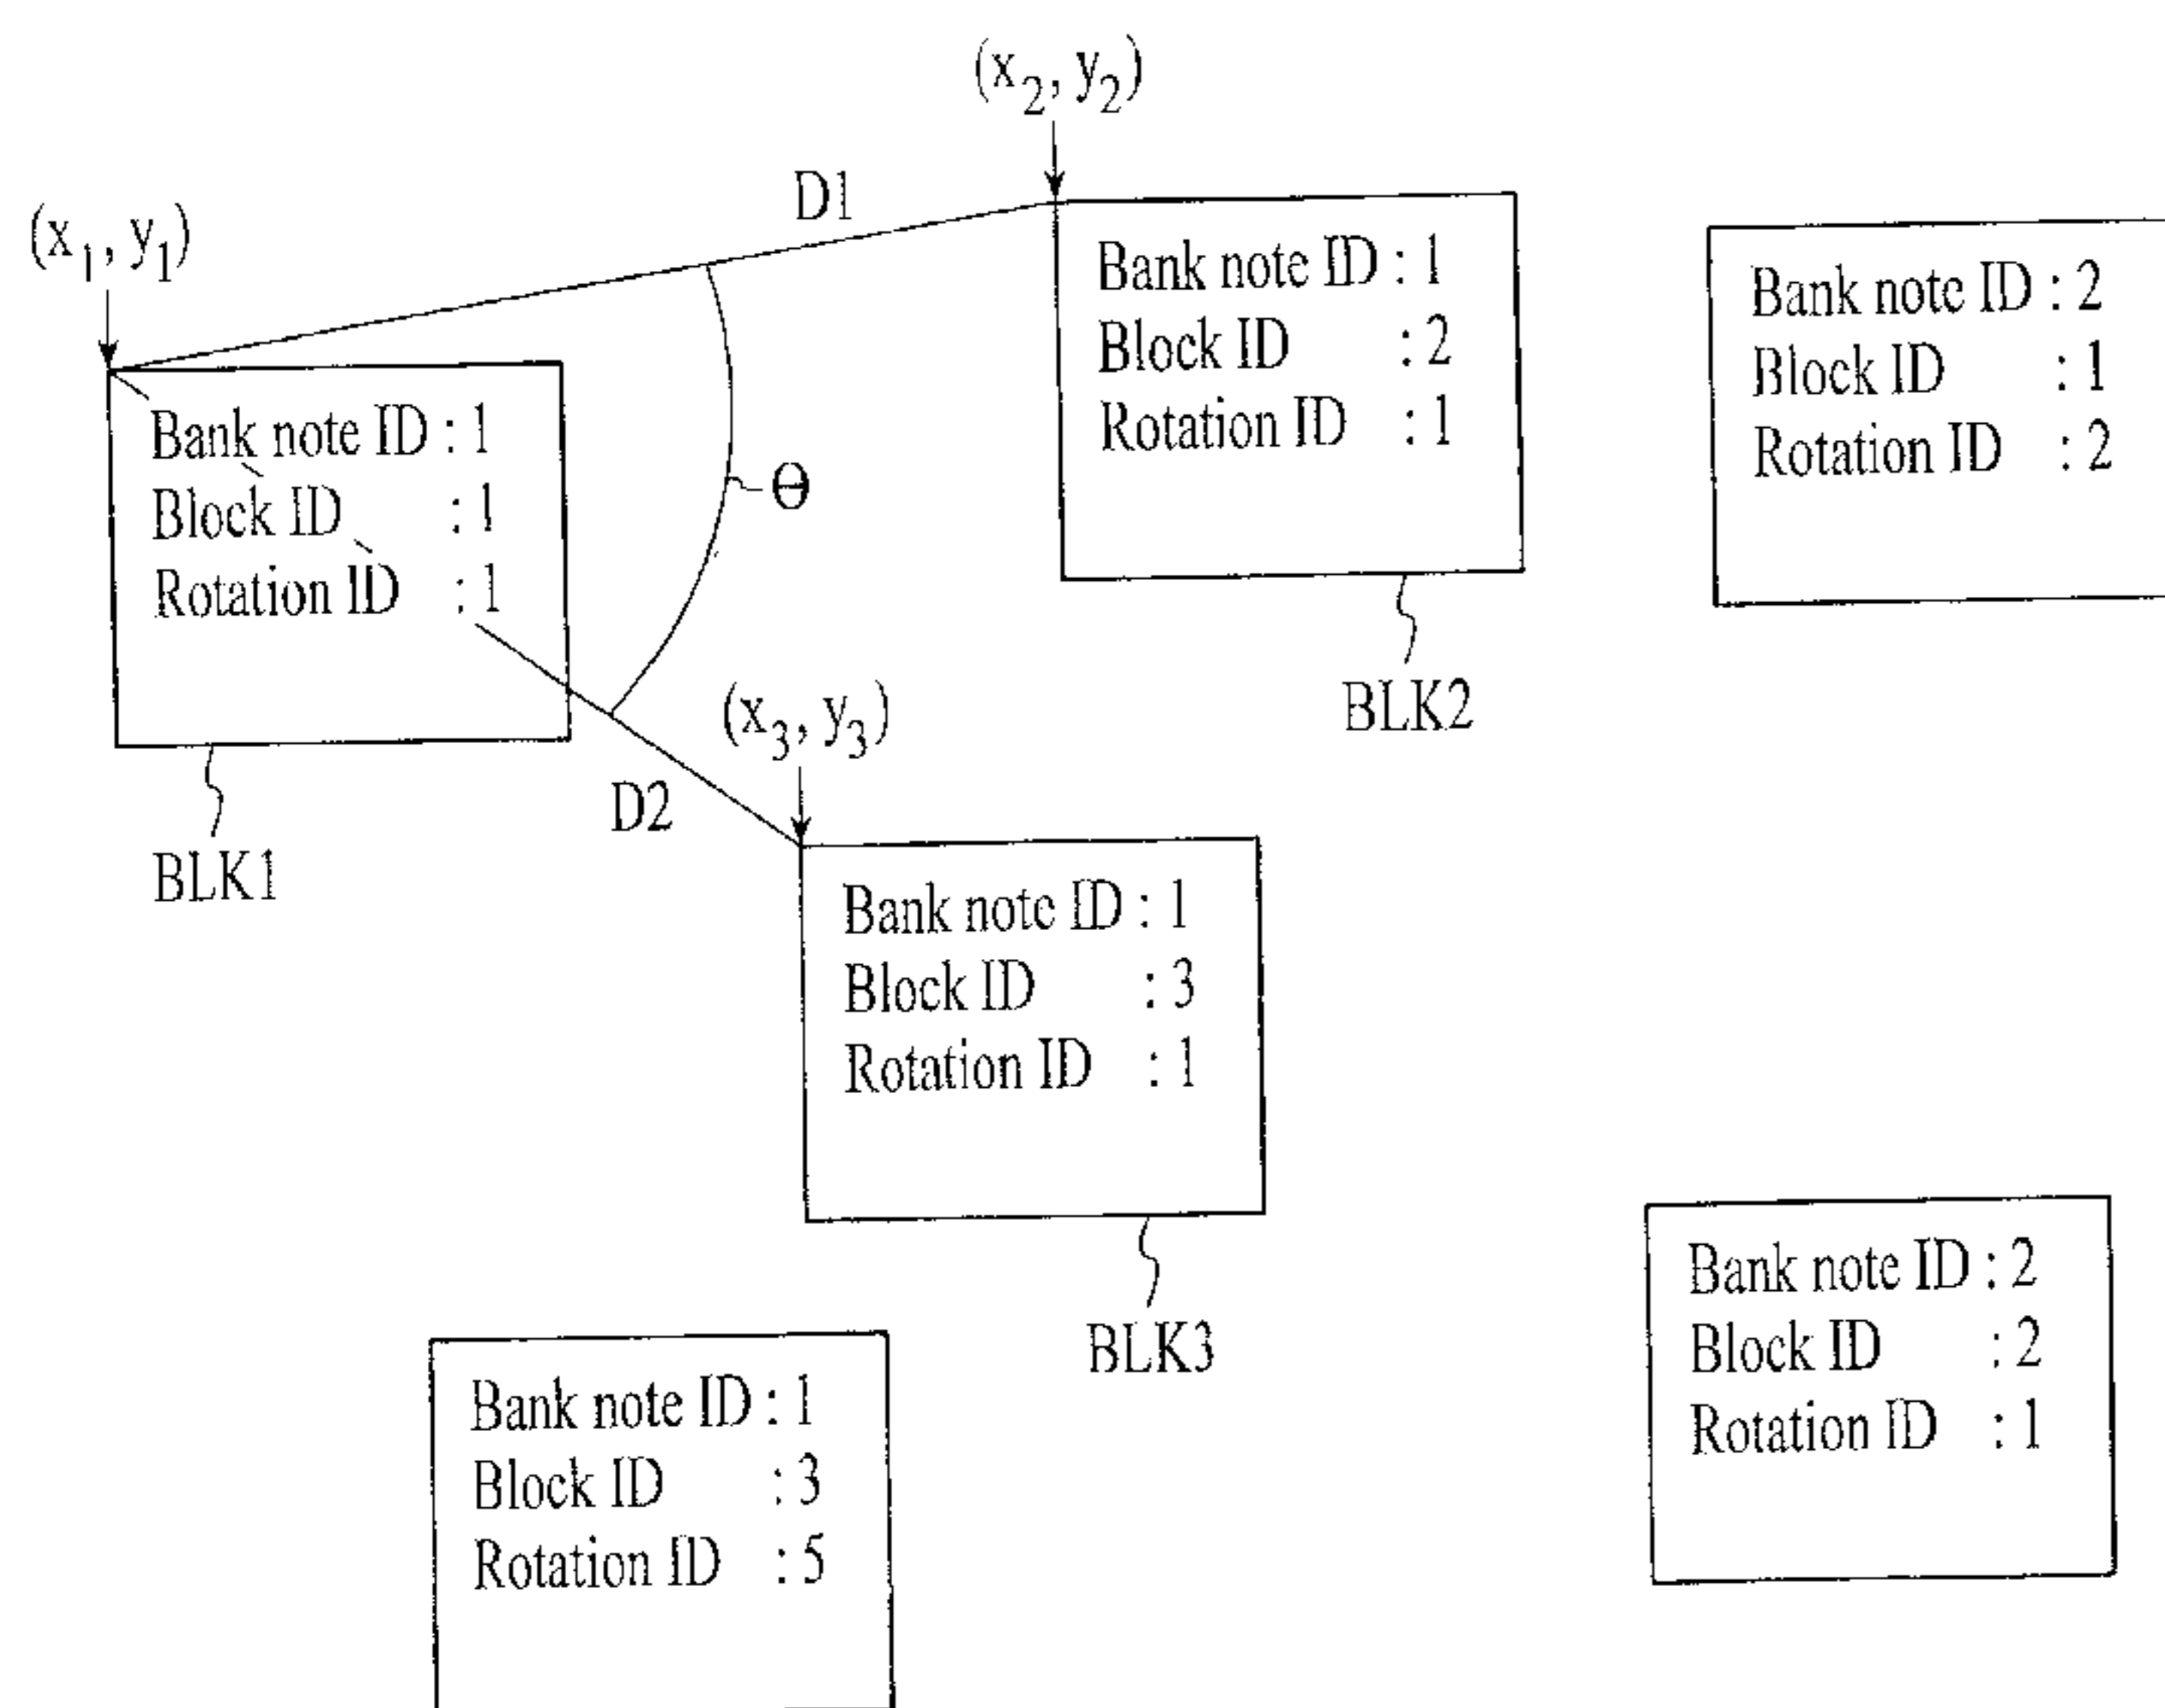 (x2, y2)
D1
(x1, y1)
Bank note ID : 1
Block ID : 2
Rotation ID : 1
Bank note ID : 2
Block ID : 1
Rotation ID : 2
Bank note ID : 1
Block ID : 1
Rotation ID : 1
Θ
BLK2
(x3, y3)
D2
BLK1
Bank note ID : 1
Block ID : 3
Rotation ID : 1
BLK3
Bank note ID : 2
Block ID : 2
Rotation ID : 1
Bank note ID : 1
Block ID : 3
Rotation ID : 5